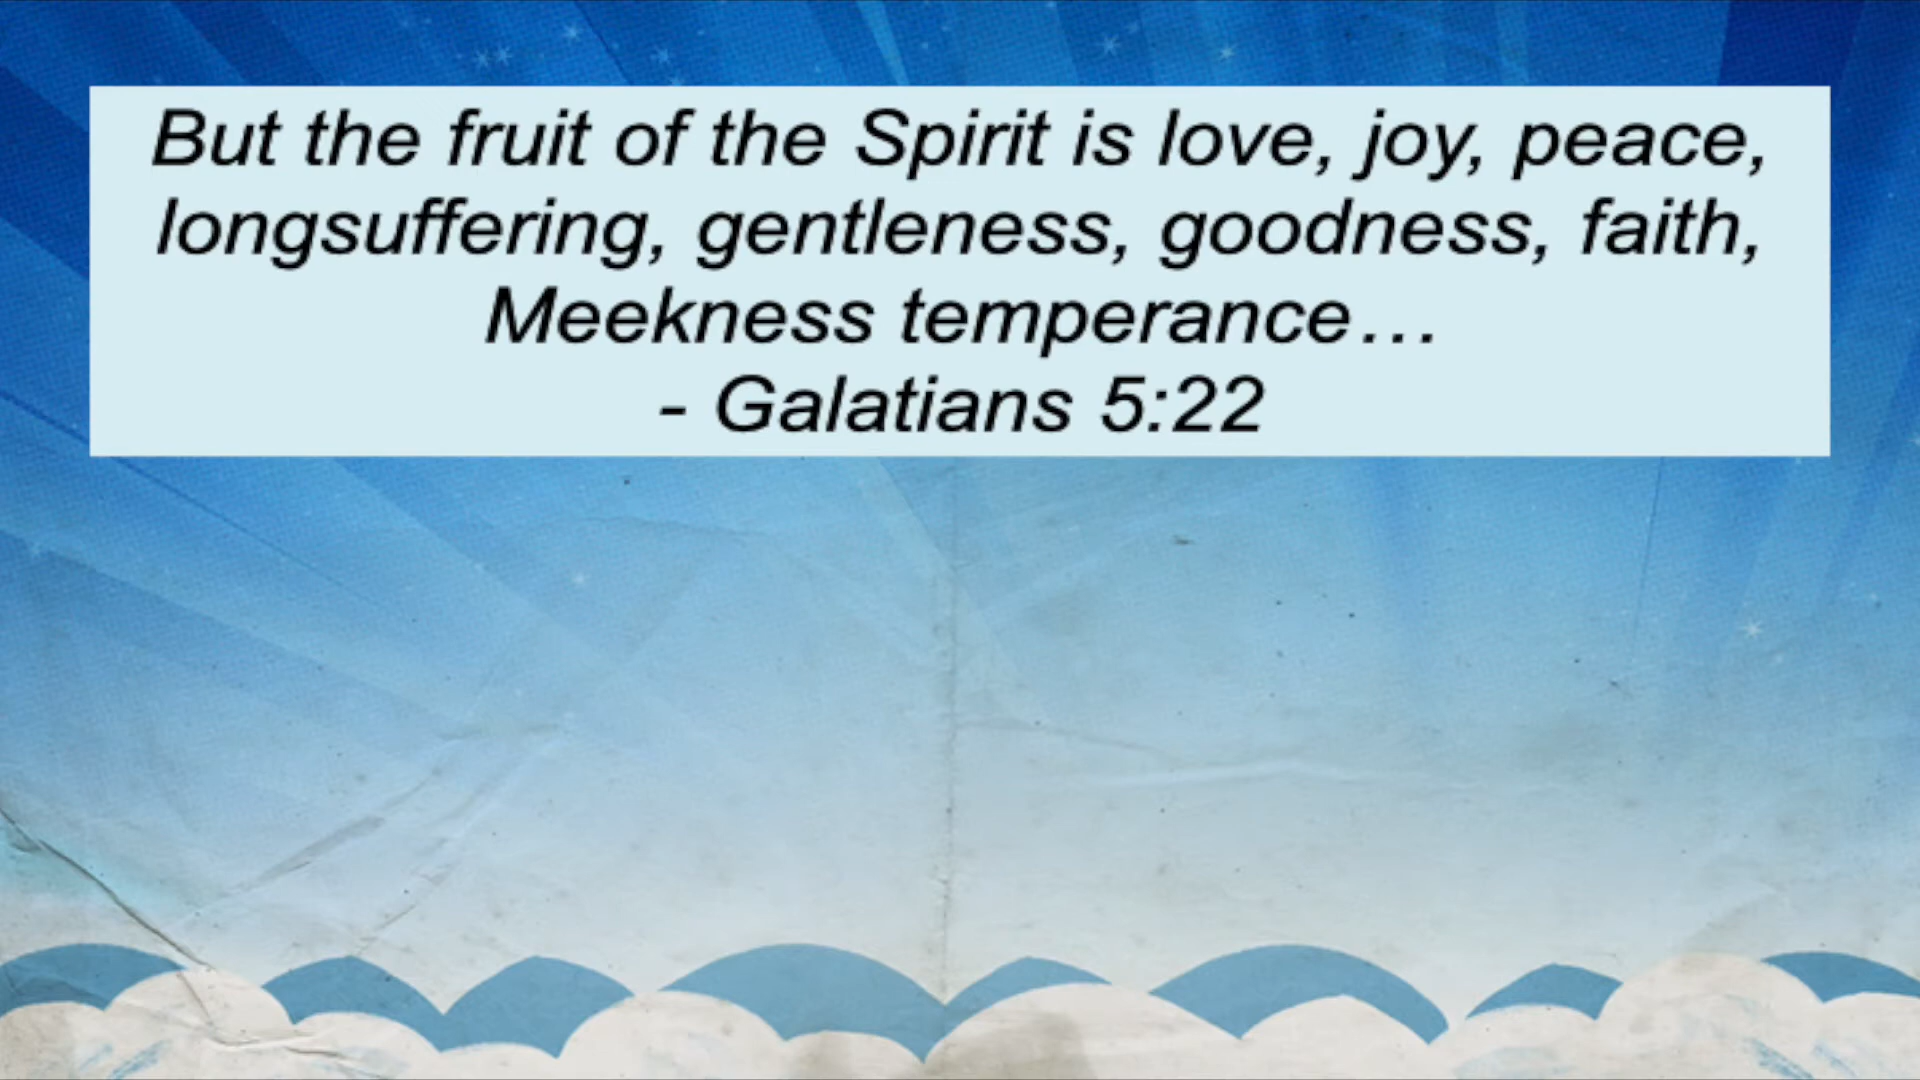 But the fruit of the Spirit is love, joy, peace,
longsuffering, gentleness, goodness, faith,
Meekness temperance…
- Galatians 5:22